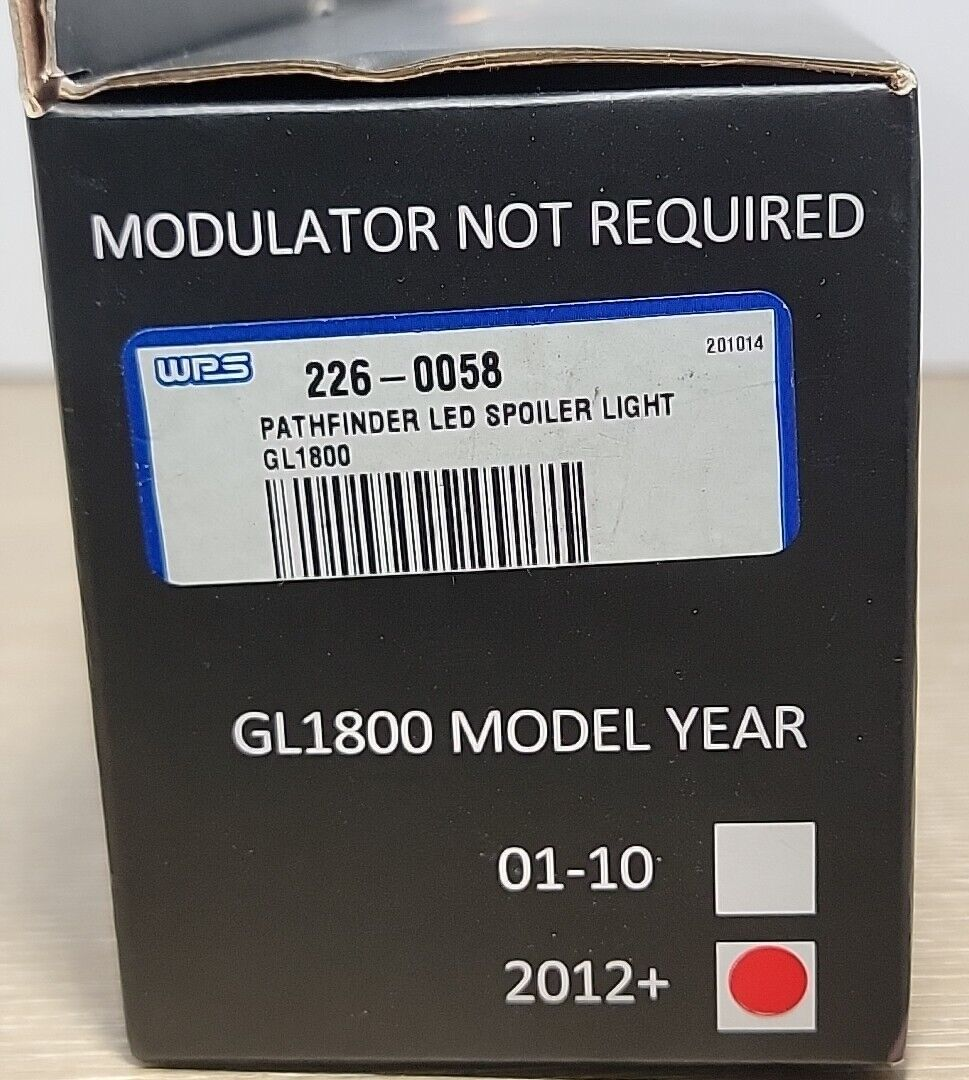 MODULATOR NOT REQUIRED
WPS 226-0058 201014
PATHFINDER LED SPOILER LIGHT
GL1800
GL1800 MODEL YEAR
01-10
2012+